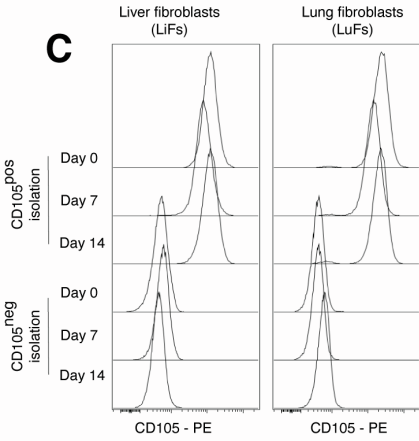 C
Liver fibroblasts
(LiFs)
Lung fibroblasts
(LuFs)
CD105pos
isolation
Day 0
Day 7
Day 14
CD105neg
isolation
Day 0
Day 7
Day 14
CD105 - PE
CD105 - PE